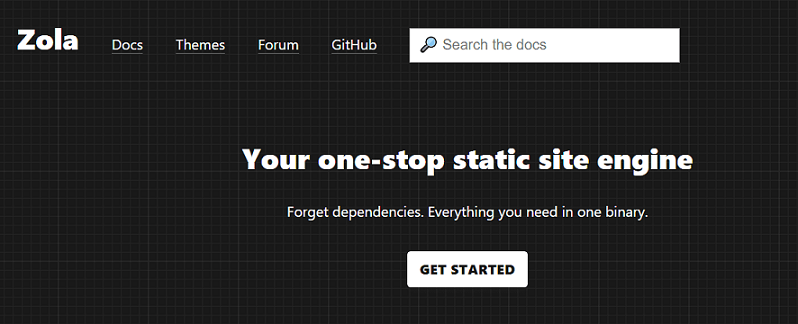 Zola
Docs
Themes
Forum
GitHub
Search the docs
Your one-stop static site engine
Forget dependencies. Everything you need in one binary.
GET STARTED